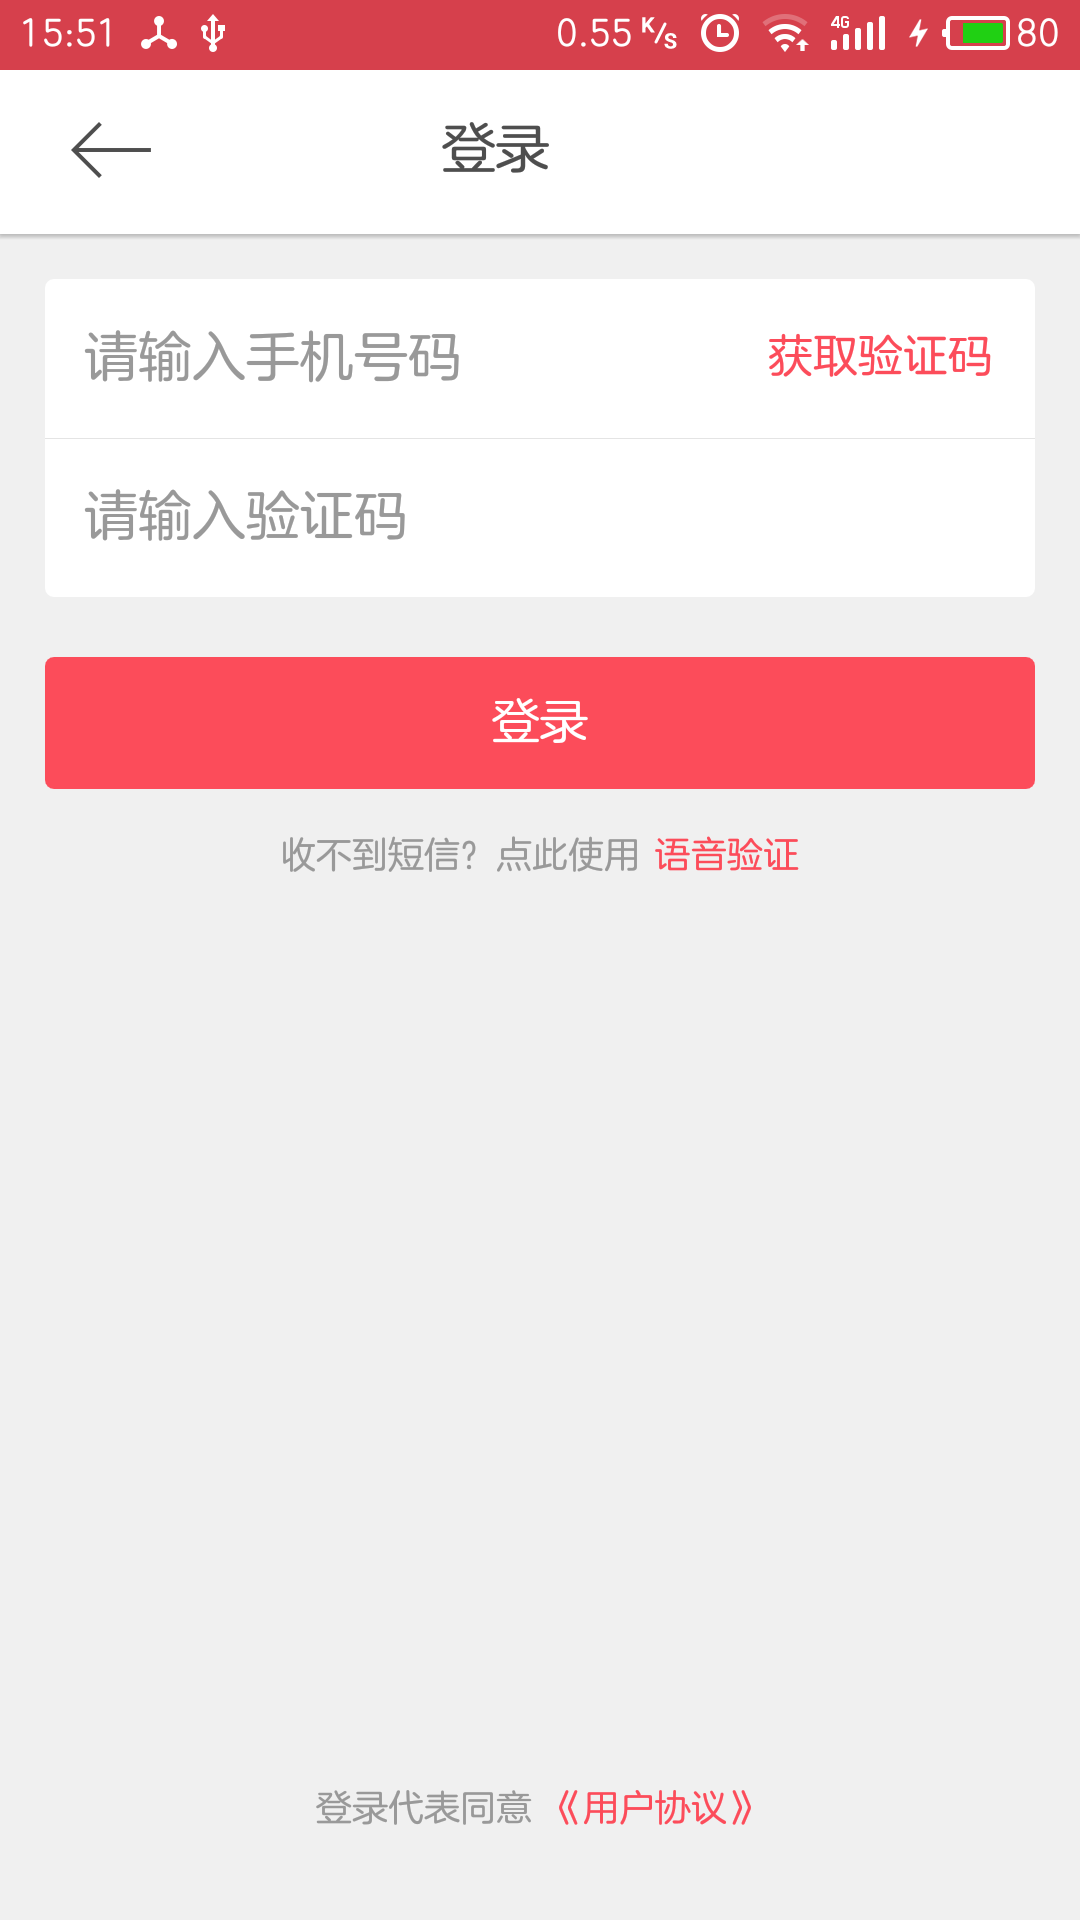 15:51 0.55 K/s 4G 80
登录
请输入手机号码 获取验证码
请输入验证码
登录
收不到短信？点此使用 语音验证
登录代表同意 《用户协议》